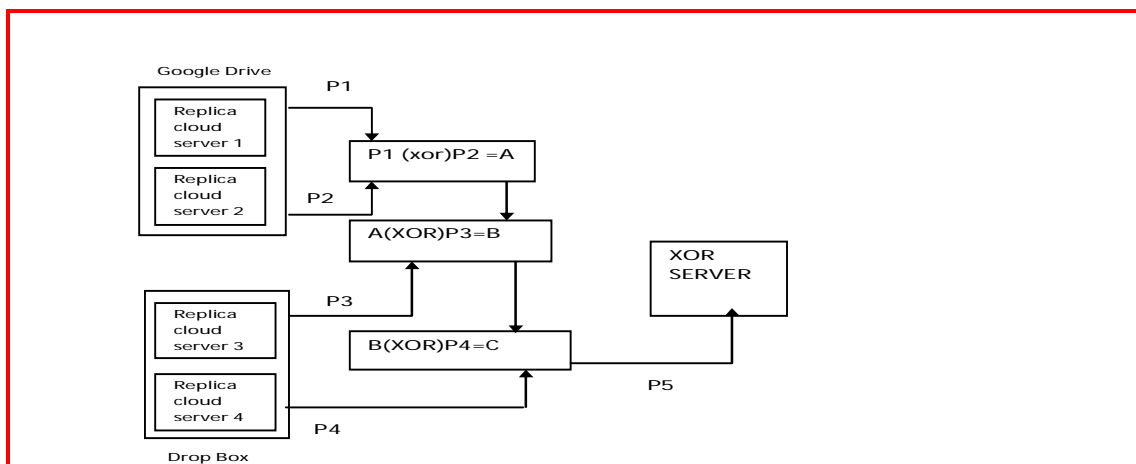 Google Drive
P1
Replica
cloud
server 1
P1 (xor)P2 =A
Replica
cloud
server 2
P2
A(XOR)P3=B
XOR
SERVER
P3
Replica
cloud
server 3
B(XOR)P4=C
P5
Replica
cloud
server 4
P4
Drop Box